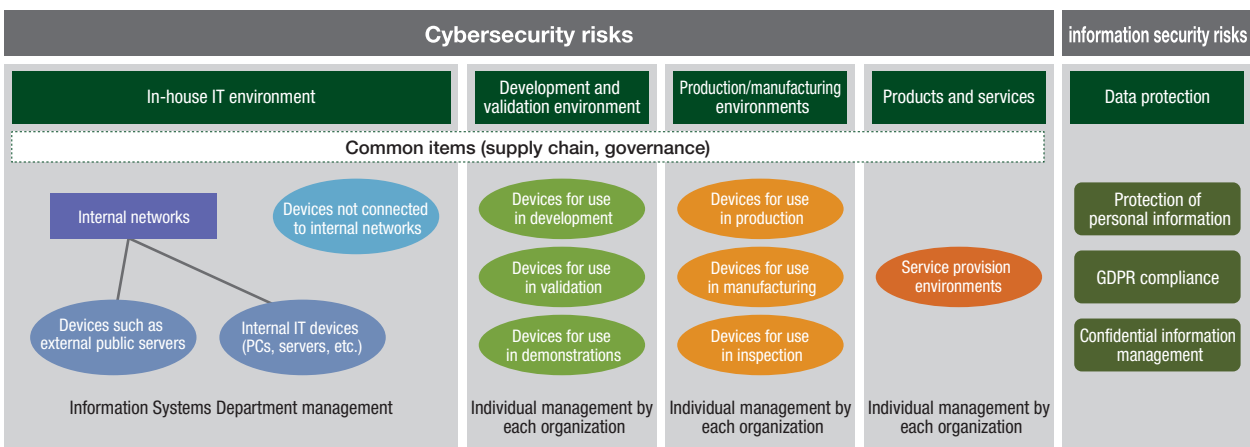 Cybersecurity risks
information security risks
In-house IT environment
Development and
validation environment
Production/manufacturing
environments
Products and services
Data protection
Common items (supply chain, governance)
Internal networks
Devices not connected
to internal networks
Devices such as
external public servers
Internal IT devices
(PCs, servers, etc.)
Information Systems Department management
Devices for use
in development
Devices for use
in validation
Devices for use
in demonstrations
Individual management by
each organization
Devices for use
in production
Devices for use
in manufacturing
Devices for use
in inspection
Individual management by
each organization
Service provision
environments
Individual management by
each organization
Protection of
personal information
GDPR compliance
Confidential information
management